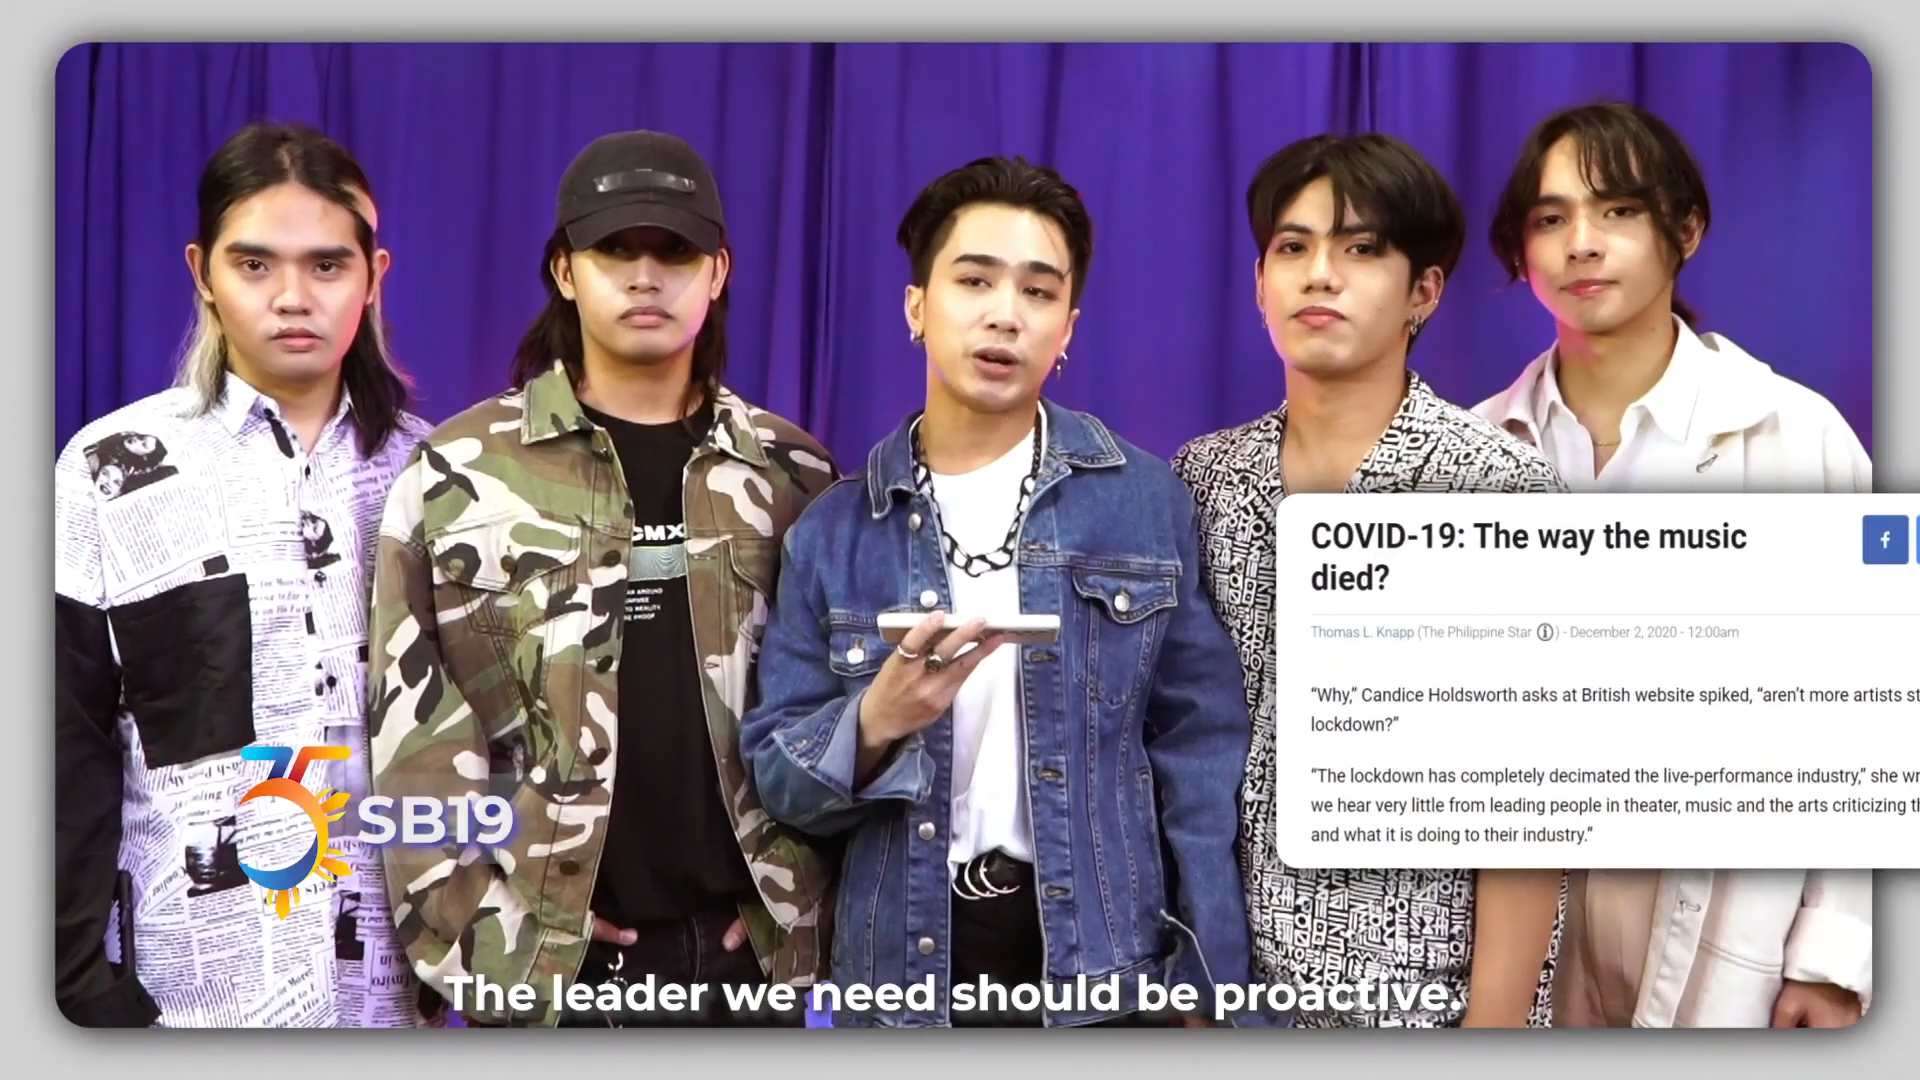 CMX
SB19
COVID-19: The way the music
died?
f
Thomas L. Knapp (The Philippine Star ⓘ) - December 2, 2020 - 12:00am
“Why,” Candice Holdsworth asks at British website spiked, “aren’t more artists st
lockdown?”
“The lockdown has completely decimated the live-performance industry,” she wr
we hear very little from leading people in theater, music and the arts criticizing th
and what it is doing to their industry.”
The leader we need should be proactive.